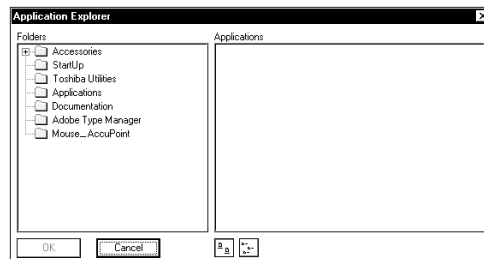 Application Explorer
Folders
Applications
Accessories
StartUp
Toshiba Utilities
Applications
Documentation
Adobe Type Manager
Mouse_AccuPoint
OK
Cancel